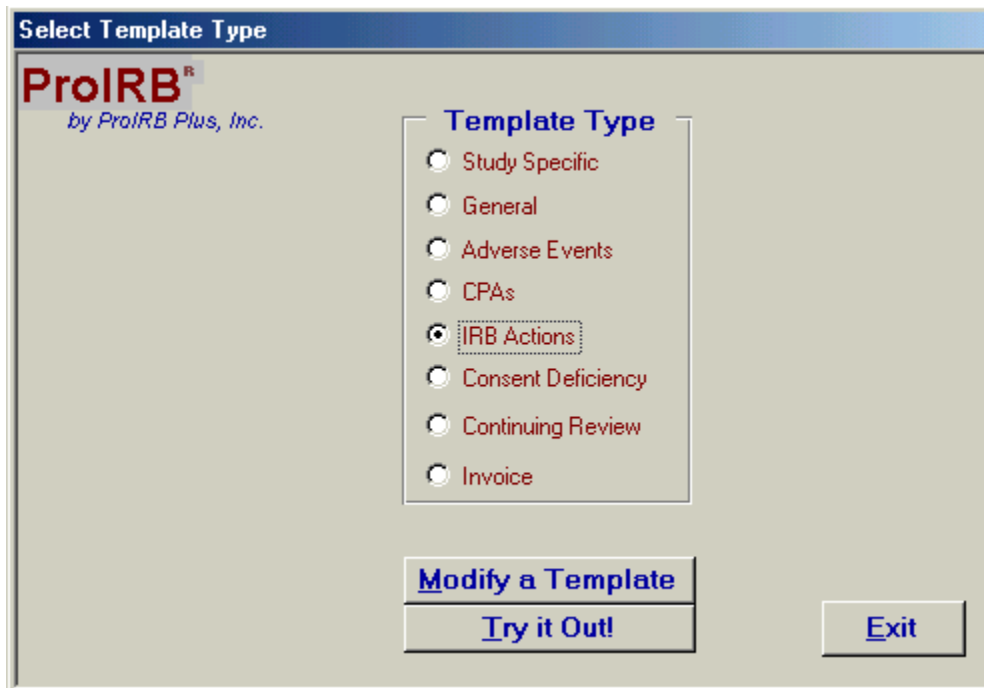 Select Template Type
ProIRB®
by ProIRB Plus, Inc.
Template Type
Study Specific
General
Adverse Events
CPAs
IRB Actions
Consent Deficiency
Continuing Review
Invoice
Modify a Template
Try it Out!
Exit